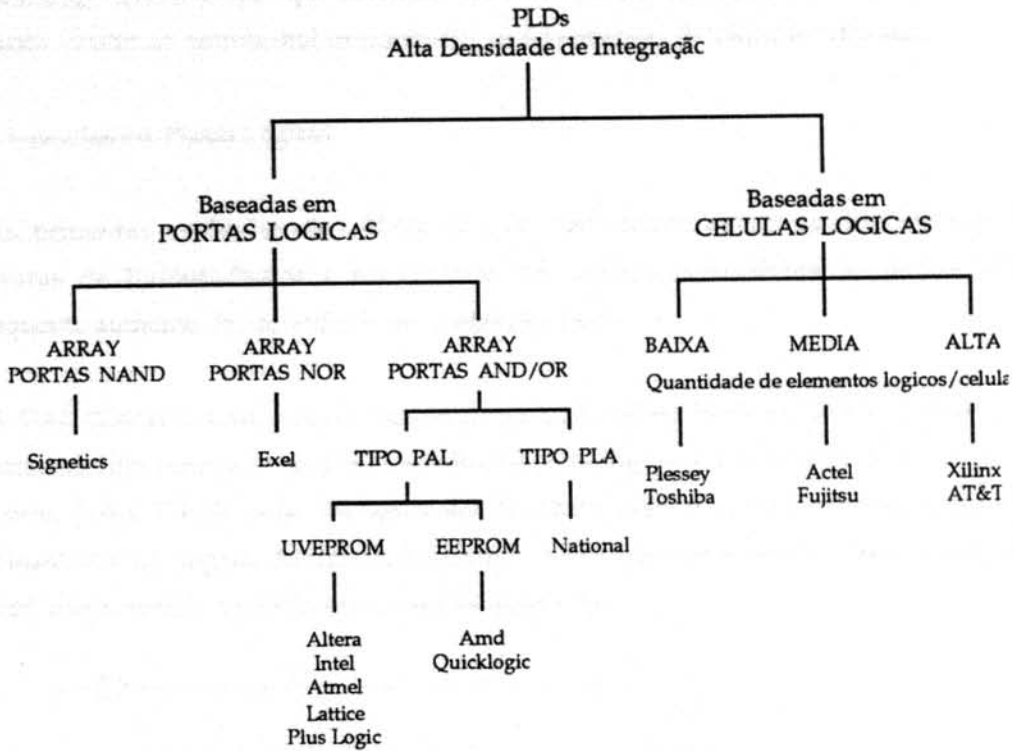 PLDs
Alta Densidade de Integraçãc
Baseadas em
PORTAS LOGICAS
Baseadas em
CELULAS LOGICAS
ARRAY
PORTAS NAND
ARRAY
PORTAS NOR
ARRAY
PORTAS AND/OR
BAIXA MEDIA ALTA
Quantidade de elementos logicos/celula
Signetics
Exel
TIPO PAL
TIPO PLA
Plessey
Toshiba
Actel
Fujitsu
Xilinx
AT&T
UVEPROM
EEPROM
National
Altera
Intel
Atmel
Lattice
Plus Logic
Amd
Quicklogic